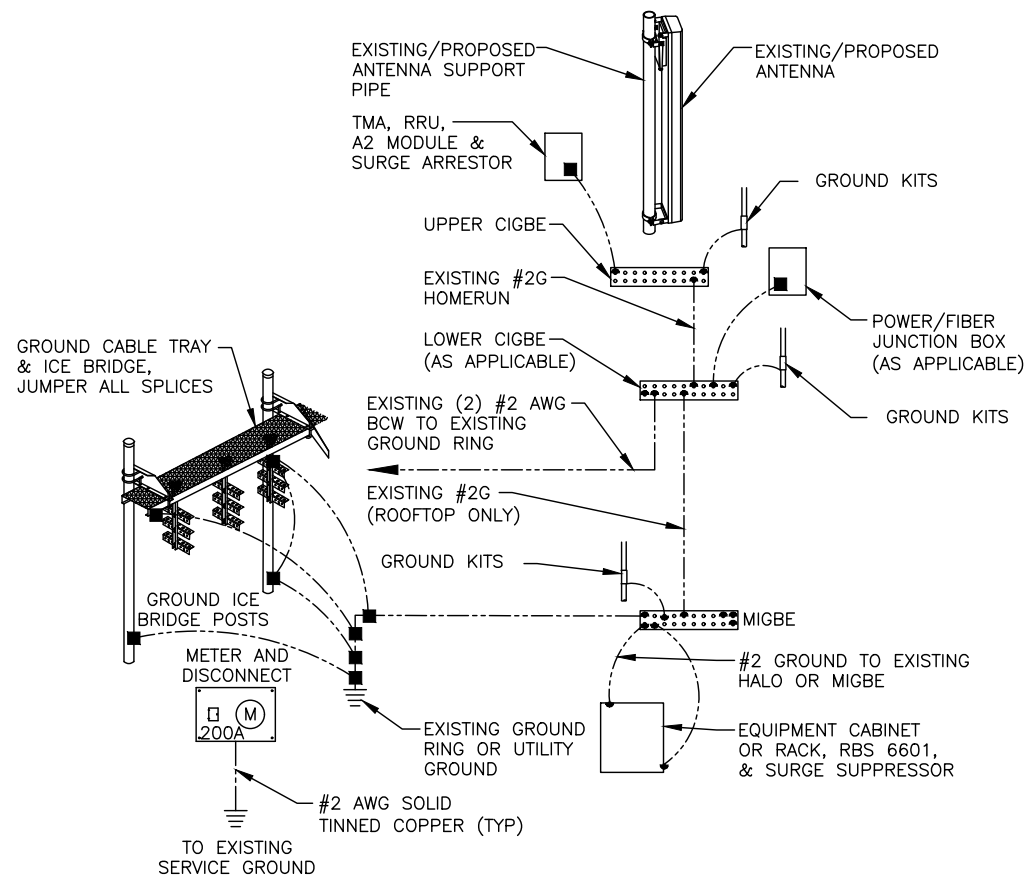 EXISTING/PROPOSED
ANTENNA SUPPORT
PIPE
EXISTING/PROPOSED
ANTENNA
TMA, RRU,
A2 MODULE &
SURGE ARRESTOR
GROUND KITS
UPPER CIGBE
EXISTING #2G
HOMERUN
POWER/FIBER
JUNCTION BOX
(AS APPLICABLE)
LOWER CIGBE
(AS APPLICABLE)
GROUND CABLE TRAY
& ICE BRIDGE,
JUMPER ALL SPLICES
GROUND KITS
EXISTING (2) #2 AWG
BCW TO EXISTING
GROUND RING
EXISTING #2G
(ROOFTOP ONLY)
GROUND KITS
GROUND ICE
BRIDGE POSTS
MIGBE
METER AND
DISCONNECT
M
200A
#2 GROUND TO EXISTING
HALO OR MIGBE
EXISTING GROUND
RING OR UTILITY
GROUND
EQUIPMENT CABINET
OR RACK, RBS 6601,
& SURGE SUPPRESSOR
#2 AWG SOLID
TINNED COPPER (TYP)
TO EXISTING
SERVICE GROUND